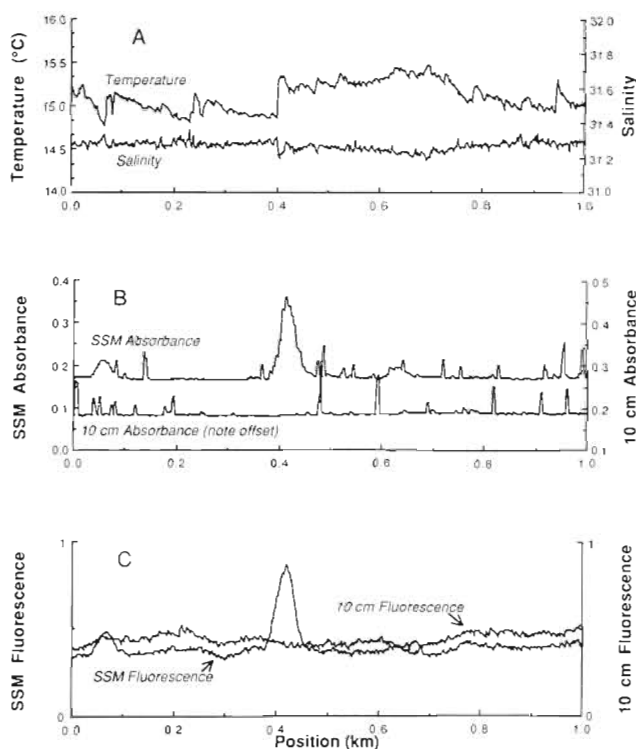 A
Temperature (°C)
16.0
15.5
15.0
14.5
14.0
Temperature
Salinity
32.0
31.8
31.6
31.4
31.2
31.0
Salinity
0.0 0.2 0.4 0.6 0.8 1.0
B
SSM Absorbance
0.4
0.3
0.2
0.1
0.0
SSM Absorbance
10 cm Absorbance (note offset)
0.5
0.4
0.3
0.2
0.1
10 cm Absorbance
0.0 0.2 0.4 0.6 0.8 1.0
C
SSM Fluorescence
1
0
10 cm Fluorescence
SSM Fluorescence
1
0
10 cm Fluorescence
0.0 0.2 0.4 0.6 0.8 1.0
Position (km)